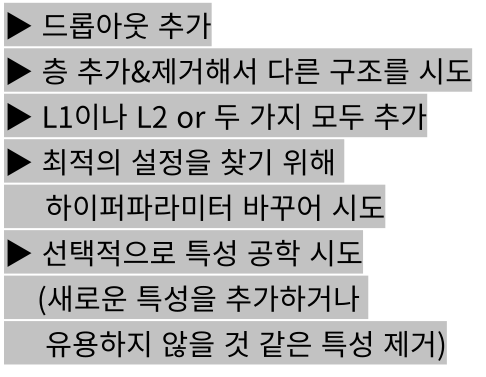 ▶ 드롭아웃 추가
▶ 층 추가&제거해서 다른 구조를 시도
▶ L1이나 L2 or 두 가지 모두 추가
▶ 최적의 설정을 찾기 위해
하이퍼파라미터 바꾸어 시도
▶ 선택적으로 특성 공학 시도
(새로운 특성을 추가하거나
유용하지 않을 것 같은 특성 제거)